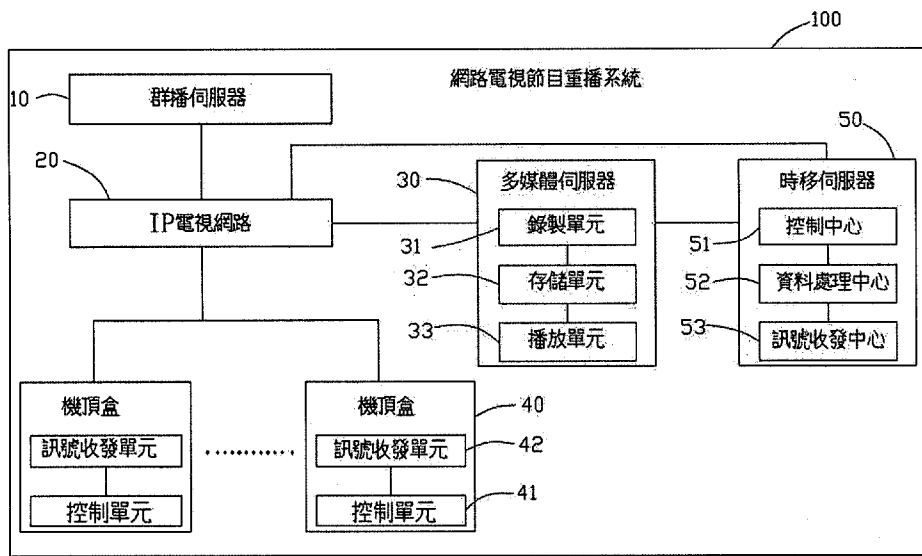 100
網路電視節目重播系統
10
群播伺服器
20
IP電視網路
30
多媒體伺服器
31
錄製單元
32
存儲單元
33
播放單元
50
時移伺服器
51
控制中心
52
資料處理中心
53
訊號收發中心
機頂盒
訊號收發單元
控制單元
............
機頂盒
40
訊號收發單元
42
控制單元
41